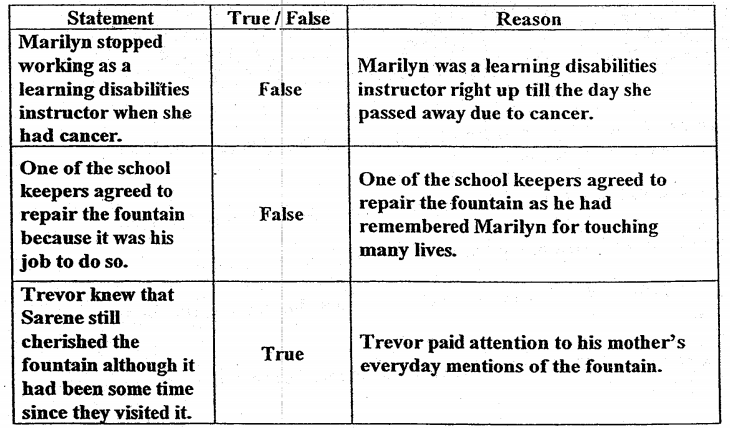 Statement True / False Reason
Marilyn stopped
working as a
learning disabilities
instructor when she
had cancer.
False
Marilyn was a learning disabilities
instructor right up till the day she
passed away due to cancer.
One of the school
keepers agreed to
repair the fountain
because it was his
job to do so.
False
One of the school keepers agreed to
repair the fountain as he had
remembered Marilyn for touching
many lives.
Trevor knew that
Sarene still
cherished the
fountain although it
had been some time
since they visited it.
True
Trevor paid attention to his mother's
everyday mentions of the fountain.